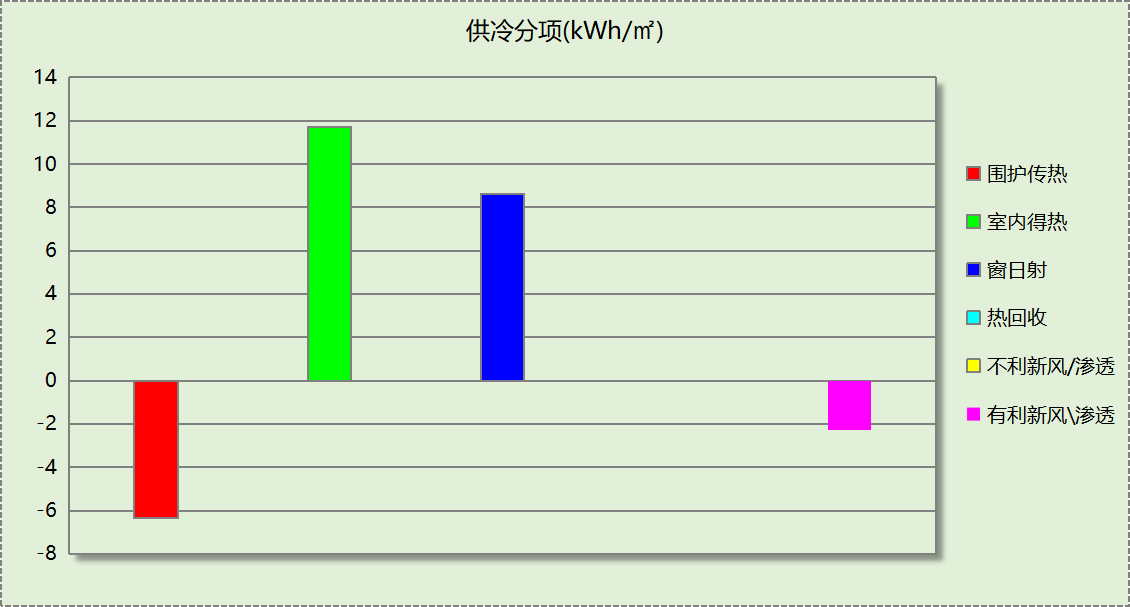 供冷分项(kWh/㎡)
14
12
10
8
6
4
2
0
-2
-4
-6
-8
围护传热
室内得热
窗日射
热回收
不利新风/渗透
有利新风\渗透